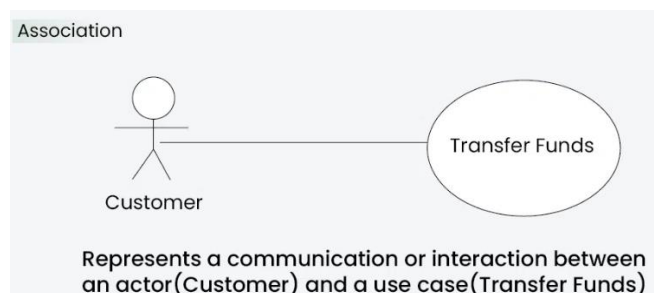 Association
Transfer Funds
Customer
Represents a communication or interaction between
an actor(Customer) and a use case(Transfer Funds)